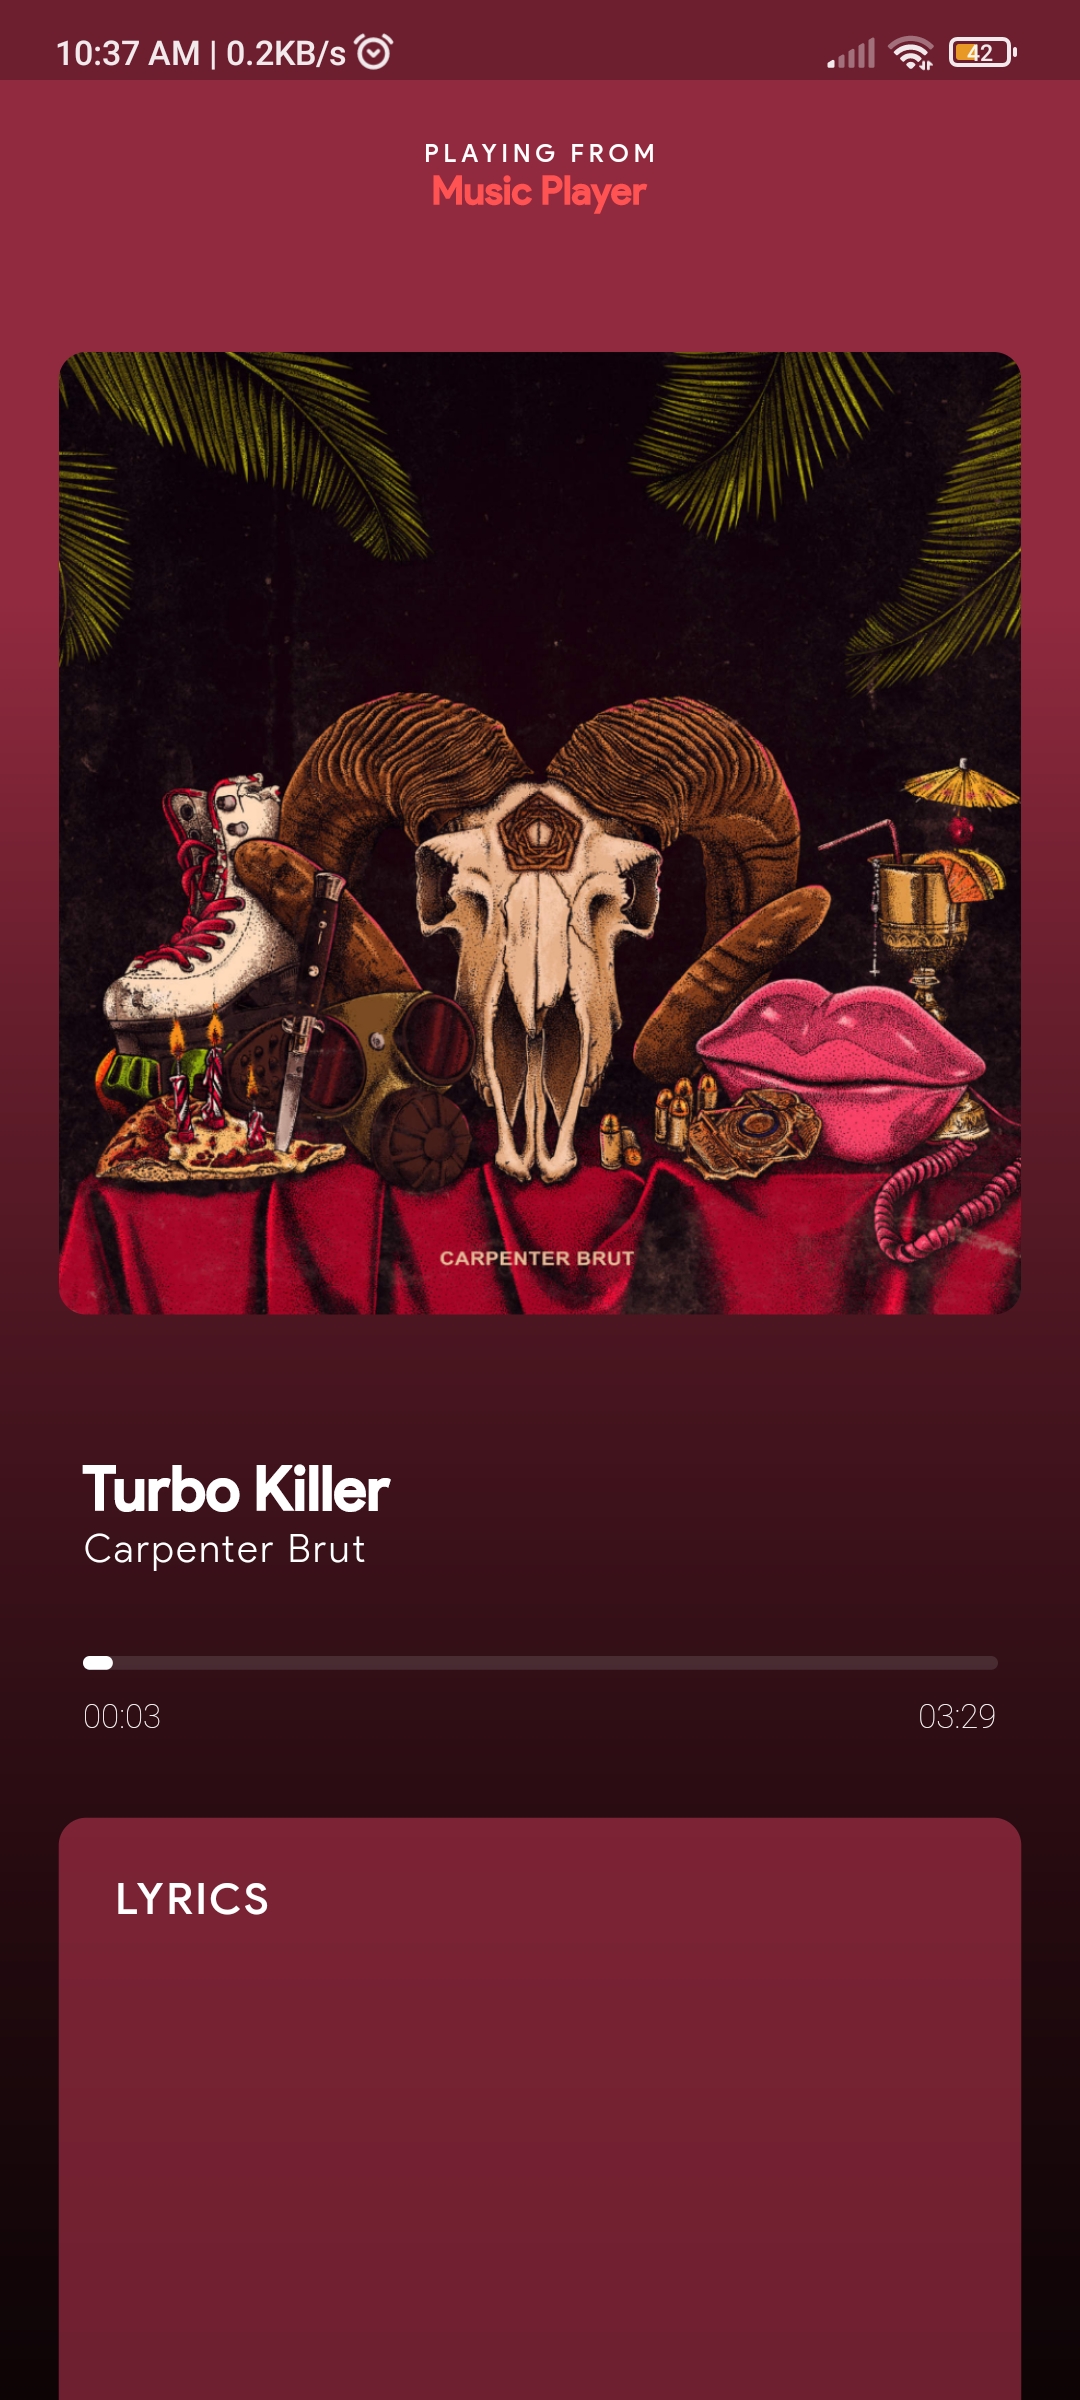 10:37 AM | 0.2KB/s 42
PLAYING FROM
Music Player
CARPENTER BRUT
Turbo Killer
Carpenter Brut
00:03 03:29
LYRICS